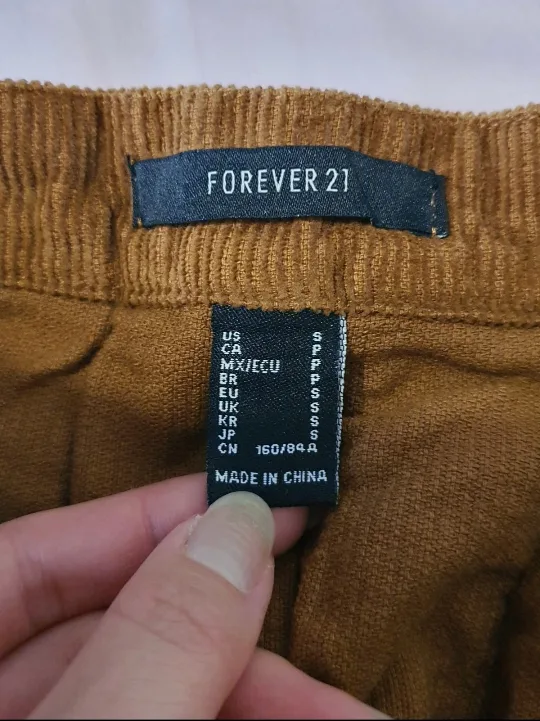 FOREVER 21
US S
CA P
MX/ECU P
BR P
EU S
UK S
KR S
JP S
CN 160/84A
MADE IN CHINA